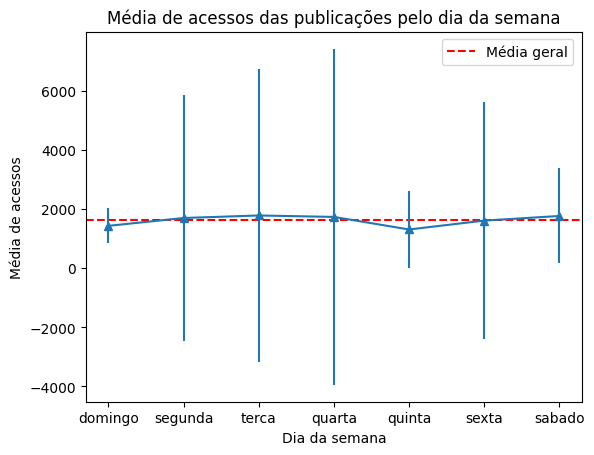 Média de acessos das publicações pelo dia da semana
Média geral
Média de acessos
6000
4000
2000
0
−2000
−4000
domingo segunda terca quarta quinta sexta sabado
Dia da semana